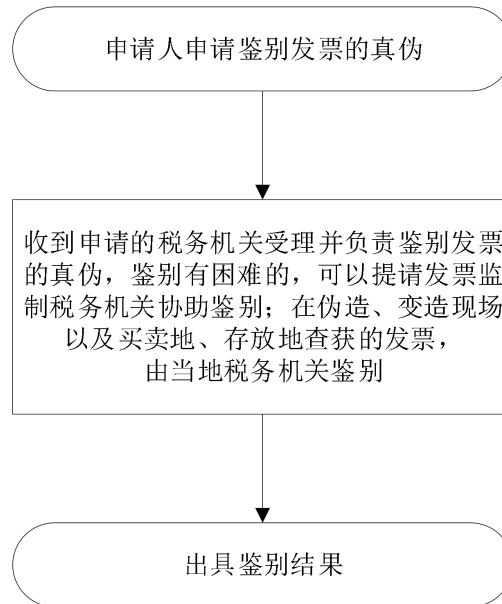 申请人申请鉴别发票的真伪
收到申请的税务机关受理并负责鉴别发票
的真伪，鉴别有困难的，可以提请发票监
制税务机关协助鉴别；在伪造、变造现场
以及买卖地、存放地查获的发票，
由当地税务机关鉴别
出具鉴别结果